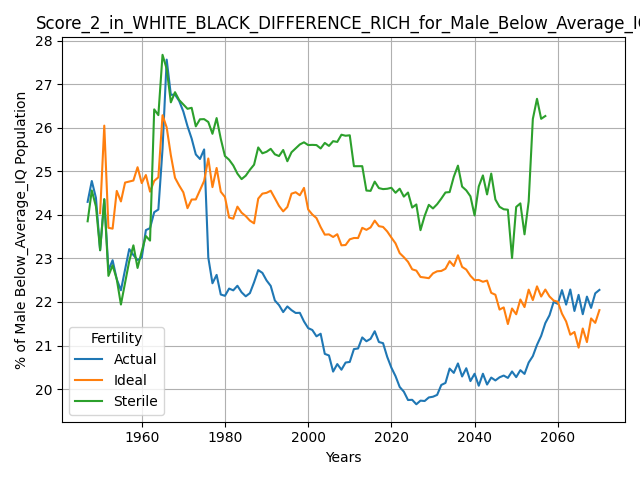 Score_2_in_WHITE_BLACK_DIFFERENCE_RICH_for_Male_Below_Average_IQ
% of Male Below_Average_IQ Population
28
27
26
25
24
23
22
21
20
Fertility
Actual
Ideal
Sterile
1960 1980 2000 2020 2040 2060
Years